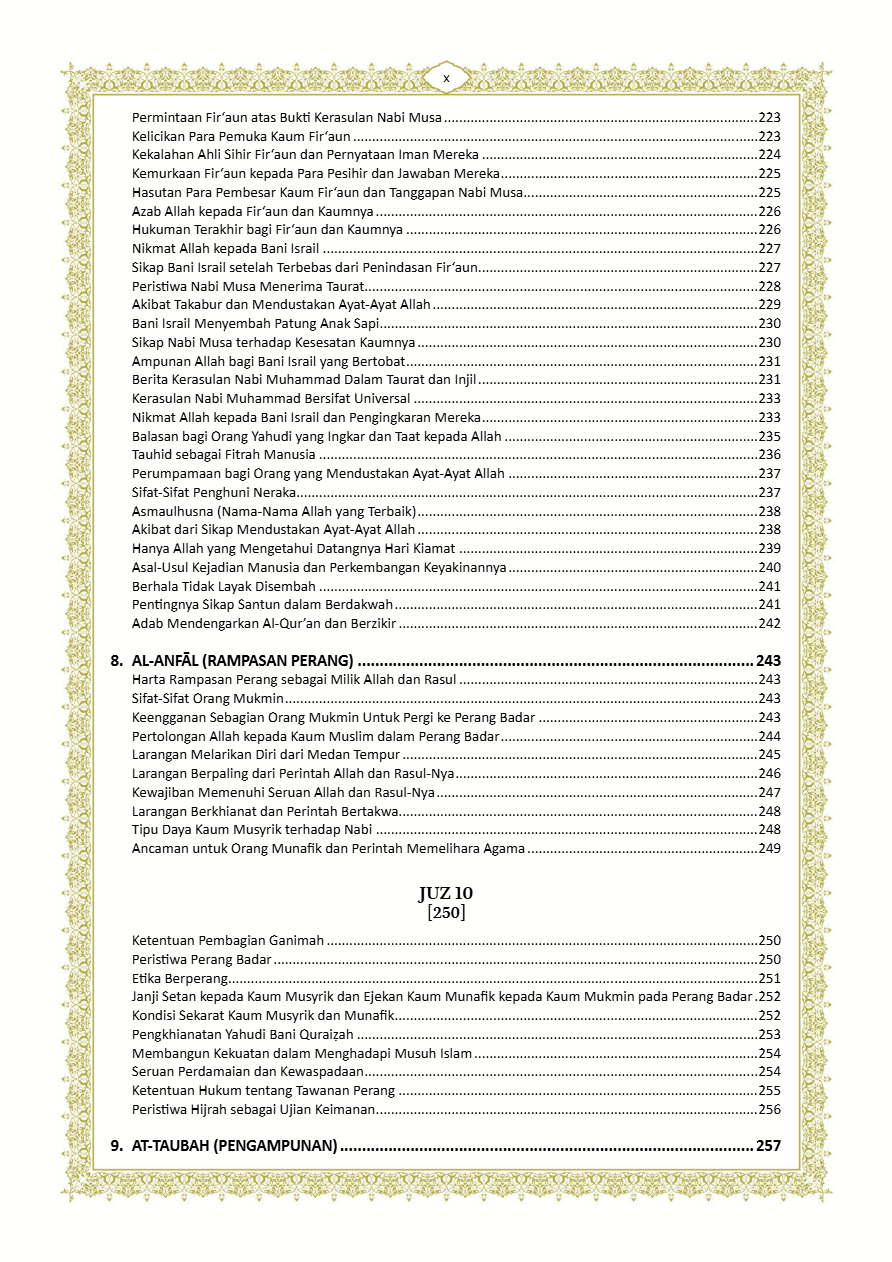 x
Permintaan Fir‘aun atas Bukti Kerasulan Nabi Musa ........ 223
Kelicikan Para Pemuka Kaum Fir‘aun ........ 223
Kekalahan Ahli Sihir Fir‘aun dan Pernyataan Iman Mereka ........ 224
Kemurkaan Fir‘aun kepada Para Pesihir dan Jawaban Mereka ........ 225
Hasutan Para Pembesar Kaum Fir‘aun dan Tanggapan Nabi Musa ........ 225
Azab Allah kepada Fir‘aun dan Kaumnya ........ 226
Hukuman Terakhir bagi Fir‘aun dan Kaumnya ........ 226
Nikmat Allah kepada Bani Israil ........ 227
Sikap Bani Israil setelah Terbebas dari Penindasan Fir‘aun ........ 227
Peristiwa Nabi Musa Menerima Taurat ........ 228
Akibat Takabur dan Mendustakan Ayat-Ayat Allah ........ 229
Bani Israil Menyembah Patung Anak Sapi ........ 230
Sikap Nabi Musa terhadap Kesesatan Kaumnya ........ 230
Ampunan Allah bagi Bani Israil yang Bertobat ........ 231
Berita Kerasulan Nabi Muhammad Dalam Taurat dan Injil ........ 231
Kerasulan Nabi Muhammad Bersifat Universal ........ 233
Nikmat Allah kepada Bani Israil dan Pengingkaran Mereka ........ 233
Balasan bagi Orang Yahudi yang Ingkar dan Taat kepada Allah ........ 235
Tauhid sebagai Fitrah Manusia ........ 236
Perumpamaan bagi Orang yang Mendustakan Ayat-Ayat Allah ........ 237
Sifat-Sifat Penghuni Neraka ........ 237
Asmaulhusna (Nama-Nama Allah yang Terbaik) ........ 238
Akibat dari Sikap Mendustakan Ayat-Ayat Allah ........ 238
Hanya Allah yang Mengetahui Datangnya Hari Kiamat ........ 239
Asal-Usul Kejadian Manusia dan Perkembangan Keyakinannya ........ 240
Berhala Tidak Layak Disembah ........ 241
Pentingnya Sikap Santun dalam Berdakwah ........ 241
Adab Mendengarkan Al-Qur’an dan Berzikir ........ 242
8. AL-ANFĀL (RAMPASAN PERANG) ........ 243
Harta Rampasan Perang sebagai Milik Allah dan Rasul ........ 243
Sifat-Sifat Orang Mukmin ........ 243
Keengganan Sebagian Orang Mukmin Untuk Pergi ke Perang Badar ........ 243
Pertolongan Allah kepada Kaum Muslim dalam Perang Badar ........ 244
Larangan Melarikan Diri dari Medan Tempur ........ 245
Larangan Berpaling dari Perintah Allah dan Rasul-Nya ........ 246
Kewajiban Memenuhi Seruan Allah dan Rasul-Nya ........ 247
Larangan Berkhianat dan Perintah Bertakwa ........ 248
Tipu Daya Kaum Musyrik terhadap Nabi ........ 248
Ancaman untuk Orang Munafik dan Perintah Memelihara Agama ........ 249
JUZ 10
[250]
Ketentuan Pembagian Ganimah ........ 250
Peristiwa Perang Badar ........ 250
Etika Berperang ........ 251
Janji Setan kepada Kaum Musyrik dan Ejekan Kaum Munafik kepada Kaum Mukmin pada Perang Badar . 252
Kondisi Sekarat Kaum Musyrik dan Munafik ........ 252
Pengkhianatan Yahudi Bani Quraiẓah ........ 253
Membangun Kekuatan dalam Menghadapi Musuh Islam ........ 254
Seruan Perdamaian dan Kewaspadaan ........ 254
Ketentuan Hukum tentang Tawanan Perang ........ 255
Peristiwa Hijrah sebagai Ujian Keimanan ........ 256
9. AT-TAUBAH (PENGAMPUNAN) ........ 257